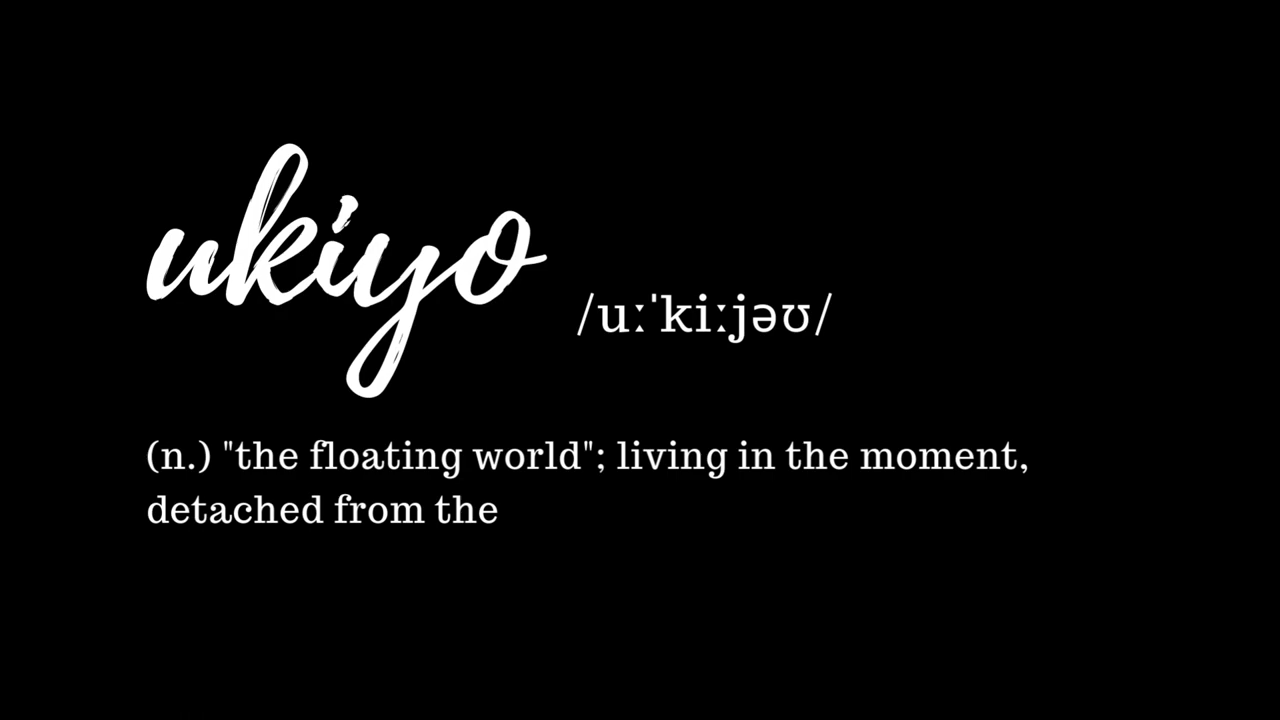 ukiyo /uːˈkiːjəʊ/
(n.) "the floating world"; living in the moment,
detached from the